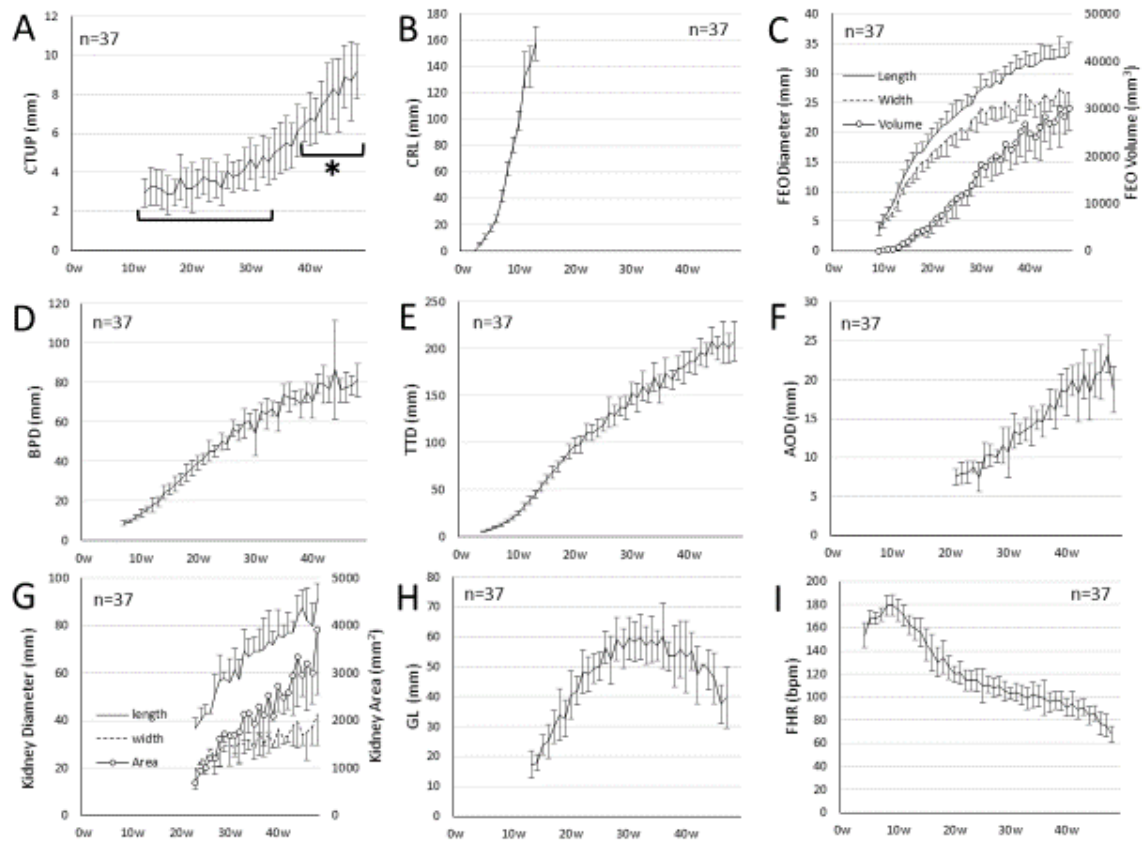 A
n=37
CTUP (mm)
12
10
8
6
4
2
0
*
0w 10w 20w 30w 40w
B
n=37
CRL (mm)
180
160
140
120
100
80
60
40
20
0
0w 10w 20w 30w 40w
C
n=37
FEODiameter (mm)
40
35
30
25
20
15
10
5
0
Length
Width
Volume
50000
40000
30000
20000
10000
0
FEO Volume (mm³)
0w 10w 20w 30w 40w
D
n=37
BPD (mm)
120
100
80
60
40
20
0
0w 10w 20w 30w 40w
E
n=37
TTD (mm)
250
200
150
100
50
0
0w 10w 20w 30w 40w
F
n=37
AOD (mm)
30
25
20
15
10
5
0
0w 10w 20w 30w 40w
G
n=37
Kidney Diameter (mm)
100
80
60
40
20
0
length
width
Area
5000
4000
3000
2000
1000
0
Kidney Area (mm²)
0w 10w 20w 30w 40w
H
n=37
GL (mm)
80
70
60
50
40
30
20
10
0
0w 10w 20w 30w 40w
I
n=37
FHR (bpm)
200
180
160
140
120
100
80
60
40
20
0
0w 10w 20w 30w 40w